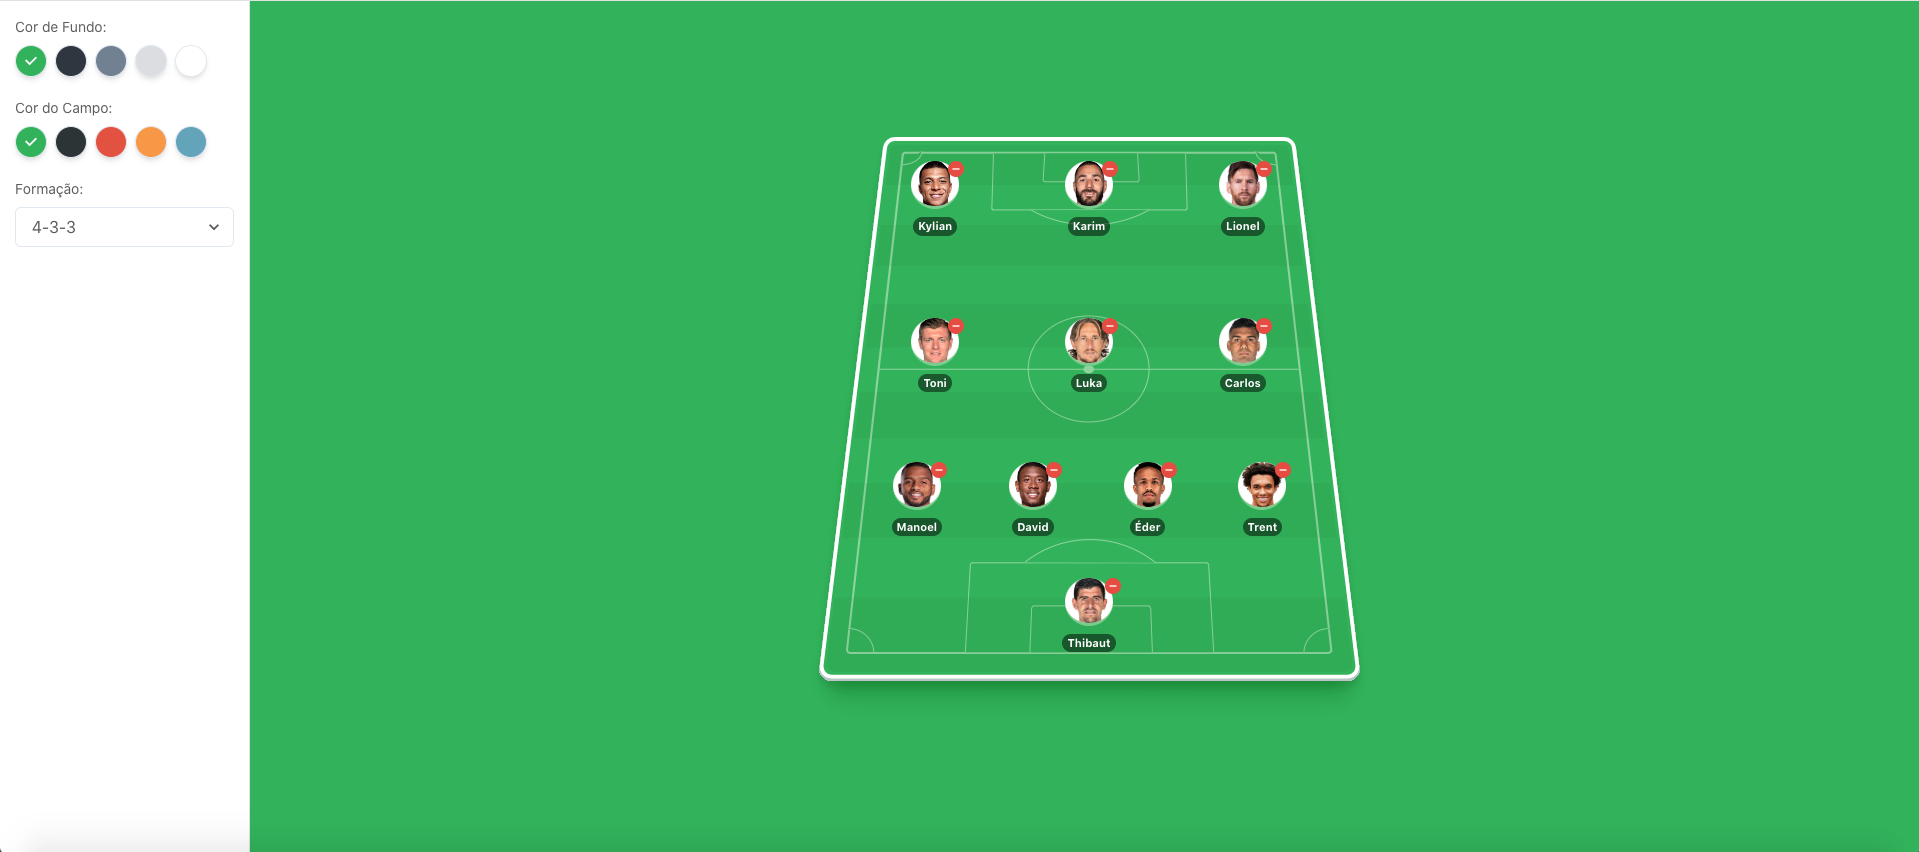 Cor de Fundo:
Cor do Campo:
Formação:
4-3-3
Kylian
Karim
Lionel
Toni
Luka
Carlos
Manoel
David
Éder
Trent
Thibaut